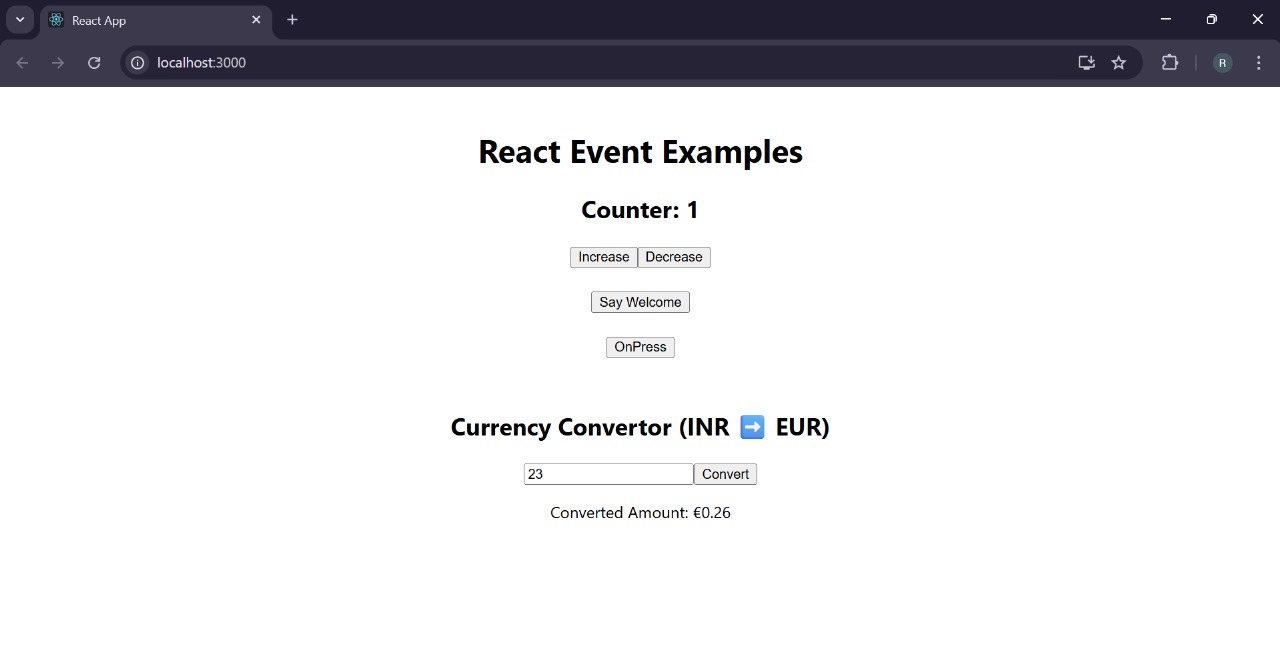 React App
localhost:3000
R
React Event Examples
Counter: 1
Increase Decrease
Say Welcome
OnPress
Currency Convertor (INR ➡️ EUR)
23 Convert
Converted Amount: €0.26